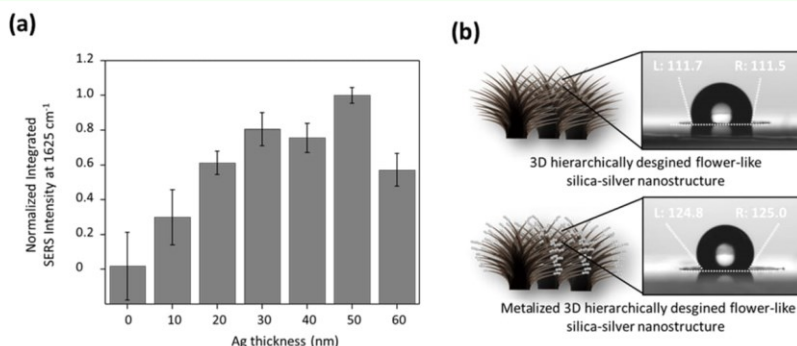 (a)
Normalized Integrated
SERS Intensity at 1625 cm⁻¹
1.2
1.0
0.8
0.6
0.4
0.2
0
0 10 20 30 40 50 60
Ag thickness (nm)
(b)
L: 111.7 R: 111.5
3D hierarchically desgined flower-like
silica-silver nanostructure
L: 124.8 R: 125.0
Metalized 3D hierarchically desgined flower-like
silica-silver nanostructure